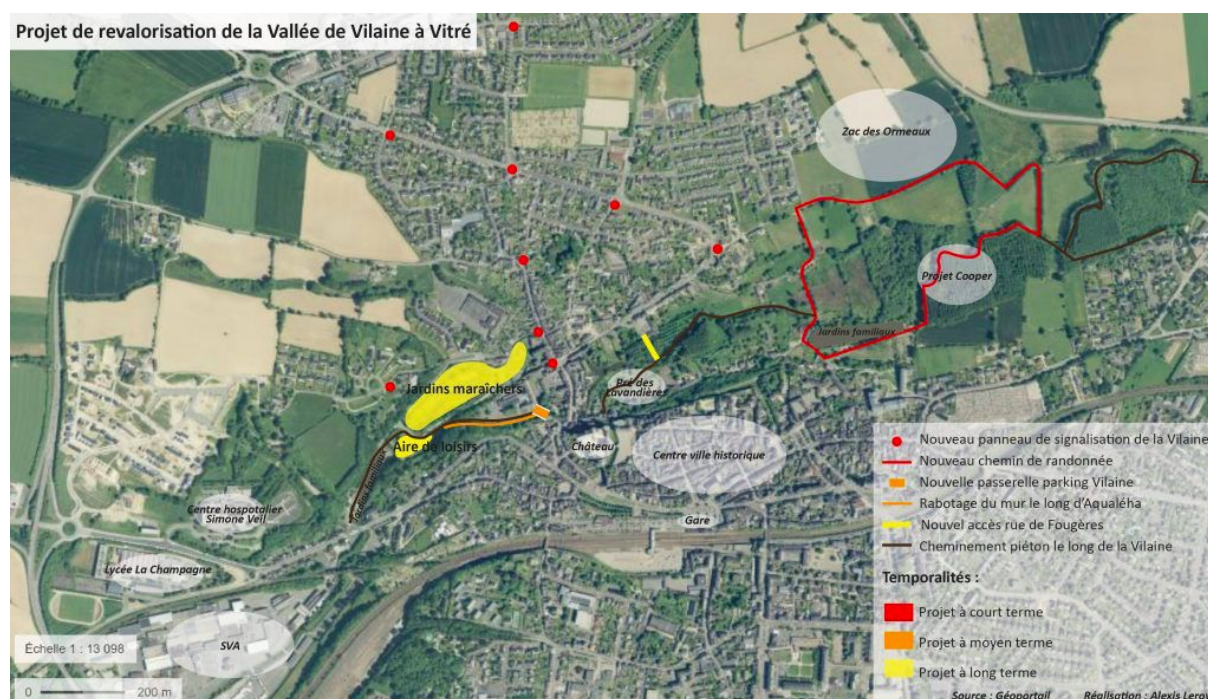 Projet de revalorisation de la Vallée de Vilaine à Vitré
Zac des Ormeaux
Projet Cooper
Jardins familiaux
Jardins maraîchers
Pré des
lavandières
Aire de loisirs
Château
Centre ville historique
Jardins familiaux
Centre hospotalier
Simone Veil
Gare
Lycée La Champagne
SVA
Nouveau panneau de signalisation de la Vilaine
Nouveau chemin de randonnée
Nouvelle passerelle parking Vilaine
Rabotage du mur le long d'Aqualéha
Nouvel accès rue de Fougères
Cheminement piéton le long de la Vilaine
Temporalités :
Projet à court terme
Projet à moyen terme
Projet à long terme
Échelle 1 : 13 098
0 200 m
Source : Géoportail Réalisation : Alexis Leray